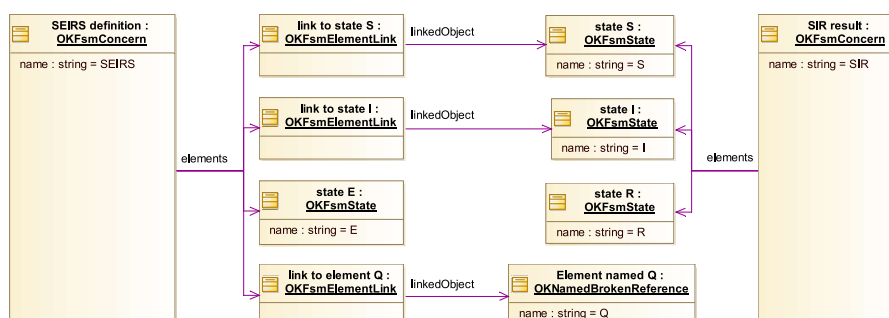 SEIRS definition :
OKFsmConcern
name : string = SEIRS
elements
link to state S :
OKFsmElementLink
linkedObject
state S :
OKFsmState
name : string = S
link to state I :
OKFsmElementLink
linkedObject
state I :
OKFsmState
name : string = I
state E :
OKFsmState
name : string = E
state R :
OKFsmState
name : string = R
link to element Q :
OKFsmElementLink
linkedObject
Element named Q :
OKNamedBrokenReference
name : string = Q
elements
SIR result :
OKFsmConcern
name : string = SIR